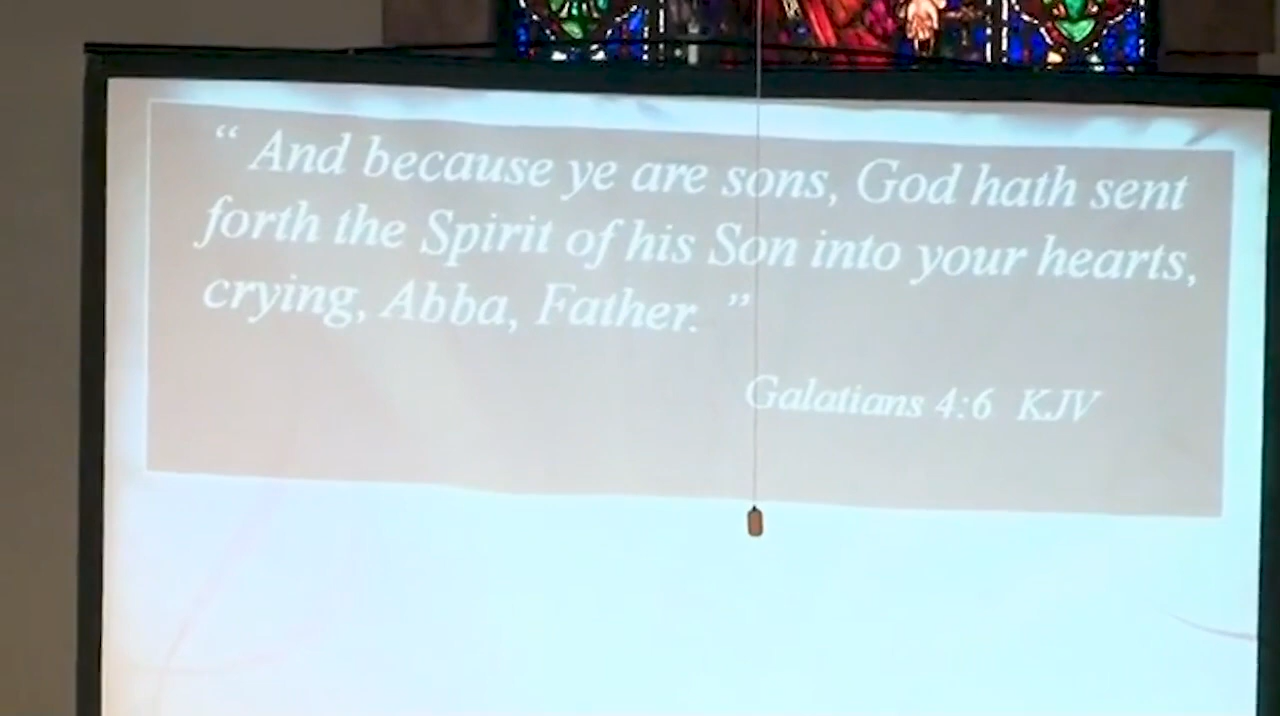 “ And because ye are sons, God hath sent
forth the Spirit of his Son into your hearts,
crying, Abba, Father. ”
Galatians 4:6 KJV